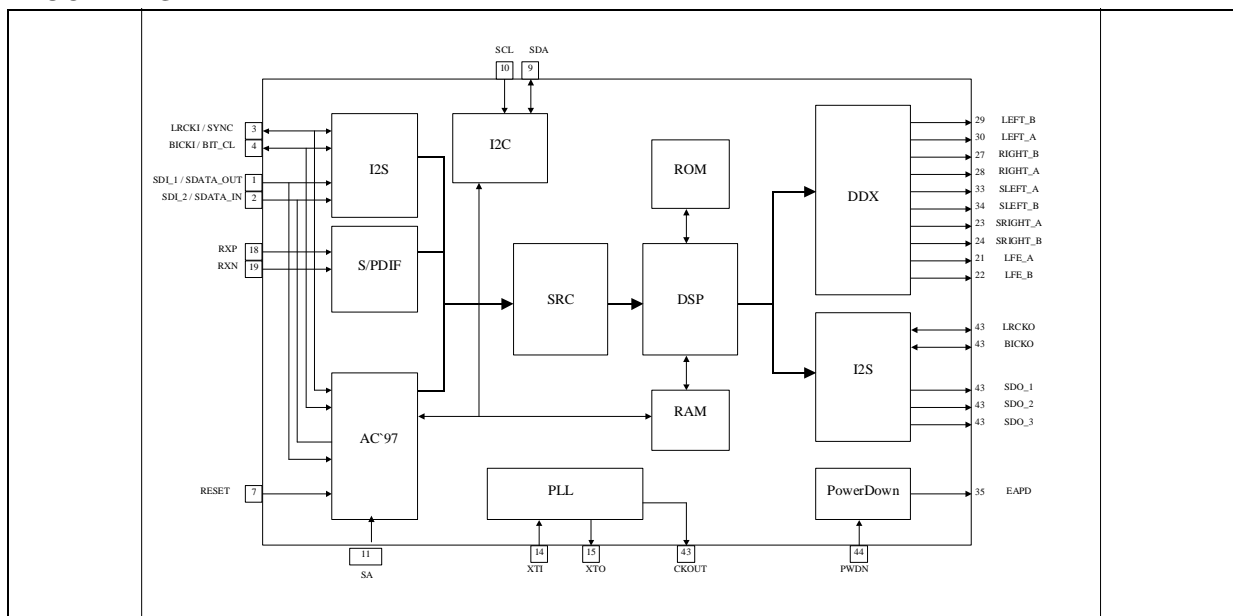 SCL SDA
10 9
LRCKI / SYNC 3
BICKI / BIT_CL 4
SDI_1 / SDATA_OUT 1
SDI_2 / SDATA_IN 2
RXP 18
RXN 19
RESET 7
I2S
S/PDIF
AC`97
11
SA
I2C
SRC
ROM
DSP
RAM
PLL
14 15 43
XTI XTO CKOUT
DDX
29 LEFT_B
30 LEFT_A
27 RIGHT_B
28 RIGHT_A
33 SLEFT_A
34 SLEFT_B
23 SRIGHT_A
24 SRIGHT_B
21 LFE_A
22 LFE_B
I2S
43 LRCKO
43 BICKO
43 SDO_1
43 SDO_2
43 SDO_3
PowerDown
35 EAPD
44
PWDN